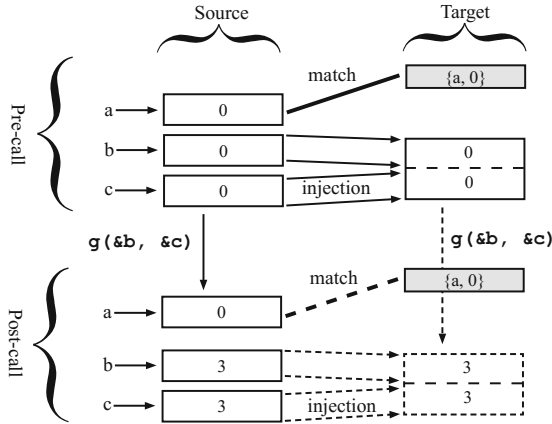 Source Target
match
{a, 0}
a 0
Pre-call
b 0 0
c 0 injection 0
g(&b, &c) g(&b, &c)
match
{a, 0}
a 0
Post-call
b 3 3
c 3 injection 3